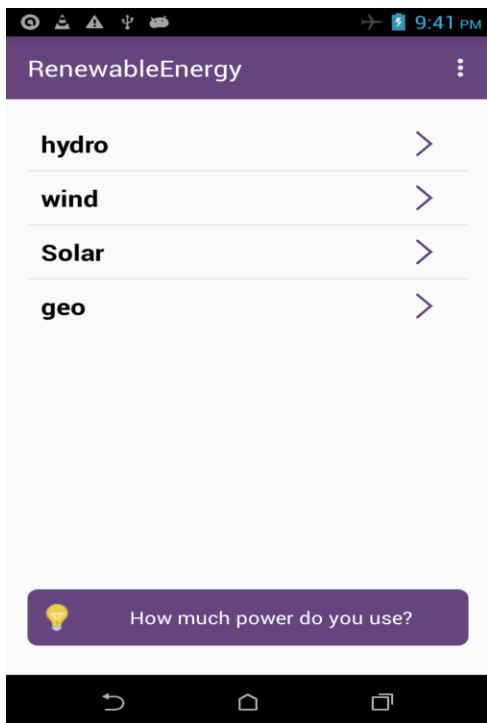 9:41 PM
RenewableEnergy
hydro
wind
Solar
geo
How much power do you use?